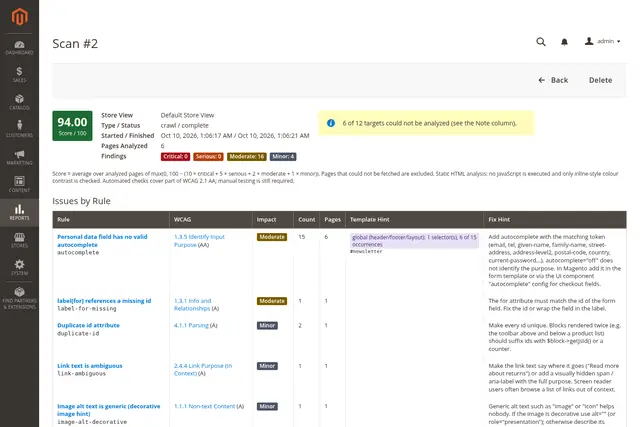 Scan #2
admin
DASHBOARD
SALES
CATALOG
CUSTOMERS
MARKETING
CONTENT
REPORTS
STORES
SYSTEM
FIND PARTNERS
& EXTENSIONS
Back
Delete
94.00
Score / 100
Store View Default Store View
Type / Status crawl / complete
Started / Finished Oct 10, 2026, 1:06:17 AM / Oct 10, 2026, 1:06:21 AM
Pages Analyzed 6
Findings Critical: 0 Serious: 0 Moderate: 16 Minor: 4
6 of 12 targets could not be analyzed (see the Note column).
Score = average over analyzed pages of max(0, 100 − (10 × critical + 5 × serious + 2 × moderate + 1 × minor)). Pages that could not be fetched are excluded. Static HTML analysis: no JavaScript is executed and only inline-style colour
contrast is checked. Automated checks cover part of WCAG 2.1 AA; manual testing is still required.
Issues by Rule
Rule WCAG Impact Count Pages Template Hint Fix Hint
Personal data field has no valid
autocomplete
autocomplete
1.3.5 Identify Input
Purpose (AA)
Moderate
15
6
global (header/footer/layout): 1 selector(s), 6 of 15
occurrences
#newsletter
Add autocomplete with the matching token
(email, tel, given-name, family-name, street-
address, address-level2, postal-code, country,
current-password...). autocomplete="off"
does not identify the purpose. In Magento add it
in the form template or via the UI component
"autocomplete" config for checkout fields.
label[for] references a missing id
label-for-missing
1.3.1 Info and
Relationships (A)
Moderate
1
1
The for attribute must match the id of the form
field. Fix the id or wrap the field in the label.
Duplicate id attribute
duplicate-id
4.1.1 Parsing (A)
Minor
2
1
Make every id unique. Blocks rendered twice (e.g.
the toolbar above and below a product list)
should suffix ids with $block->getJsId() or a
counter.
Link text is ambiguous
link-ambiguous
2.4.4 Link Purpose (In
Context) (A)
Minor
1
1
Make the link text say where it goes ("Read more
about returns") or add a visually hidden span /
aria-label with the full purpose. Screen reader
users often browse a list of links out of context.
Image alt text is generic (decorative
image hint)
image-alt-decorative
1.1.1 Non-text Content (A)
Minor
1
1
Generic alt text such as "image" or "icon" helps
nobody. If the image is decorative use alt="" (or
role="presentation"); otherwise describe its